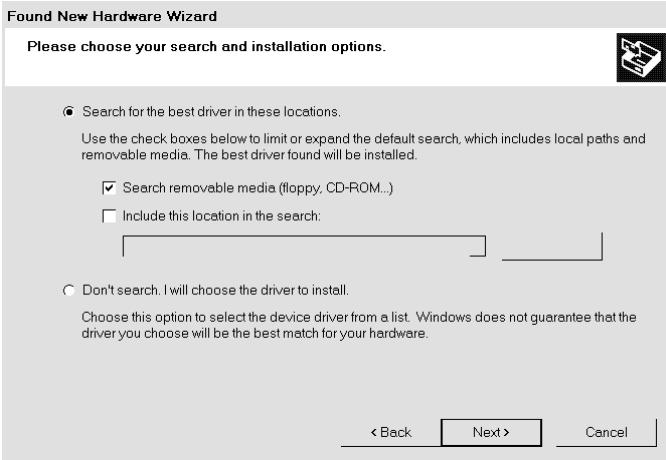 Found New Hardware Wizard
Please choose your search and installation options.
Search for the best driver in these locations.
Use the check boxes below to limit or expand the default search, which includes local paths and
removable media. The best driver found will be installed.
Search removable media (floppy, CD-ROM...)
Include this location in the search:
Don't search. I will choose the driver to install.
Choose this option to select the device driver from a list. Windows does not guarantee that the
driver you choose will be the best match for your hardware.
< Back Next > Cancel